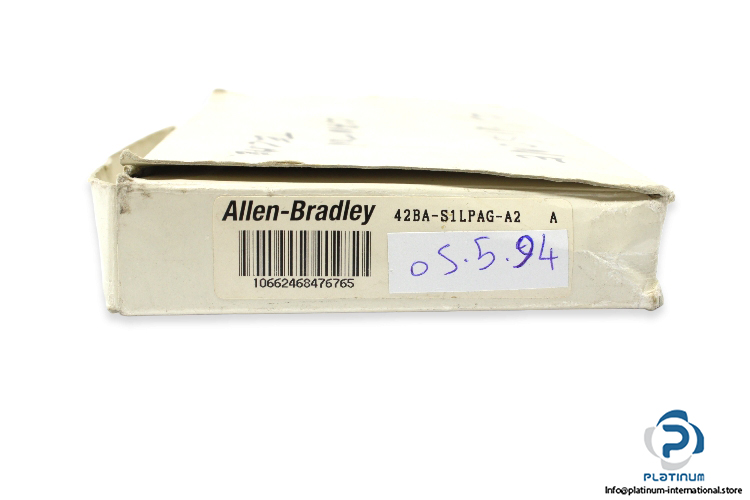 Allen-Bradley 42BA-S1LPAG-A2 A
10662468476765
05.5.94
PLATINUM
Info@platinum-international.store